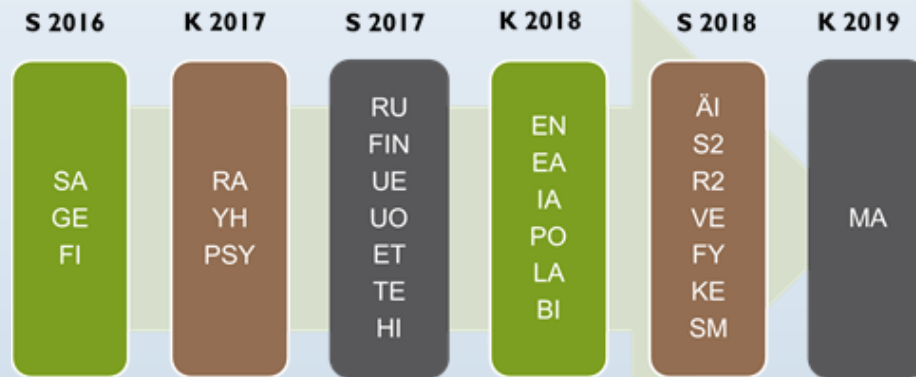 S 2016
K 2017
S 2017
K 2018
S 2018
K 2019
SA
GE
FI
RA
YH
PSY
RU
FIN
UE
UO
ET
TE
HI
EN
EA
IA
PO
LA
BI
ÄI
S2
R2
VE
FY
KE
SM
MA